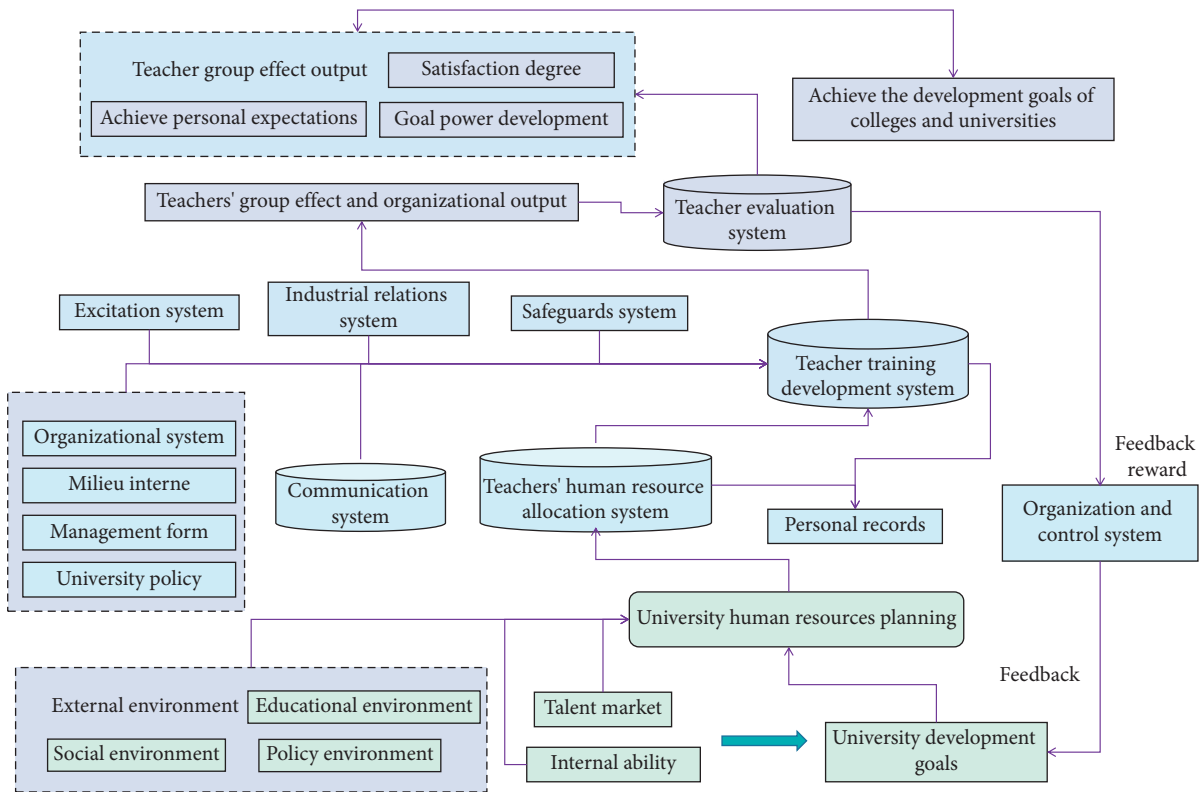 Teacher group effect output
Satisfaction degree
Achieve personal expectations
Goal power development
Achieve the development goals of
colleges and universities
Teachers' group effect and organizational output
Teacher evaluation
system
Excitation system
Industrial relations
system
Safeguards system
Teacher training
development system
Organizational system
Milieu interne
Management form
University policy
Communication
system
Teachers' human resource
allocation system
Personal records
Feedback
reward
Organization and
control system
University human resources planning
Feedback
External environment
Educational environment
Social environment
Policy environment
Talent market
Internal ability
University development
goals